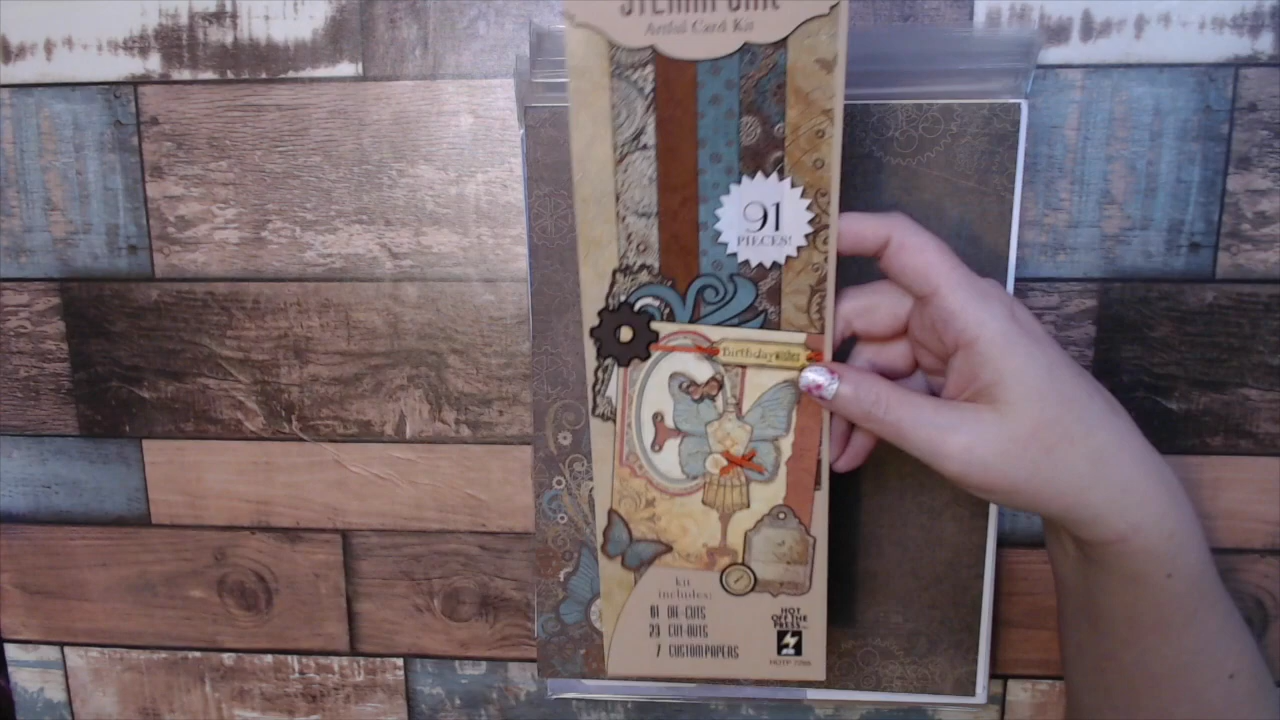 STEAMPUNK
Artful Card Kit
91
PIECES!
Birthday wishes
kit
includes:
61 DIE-CUTS
23 CUT-OUTS
7 CUSTOM PAPERS
HOT
OFF THE
PRESS